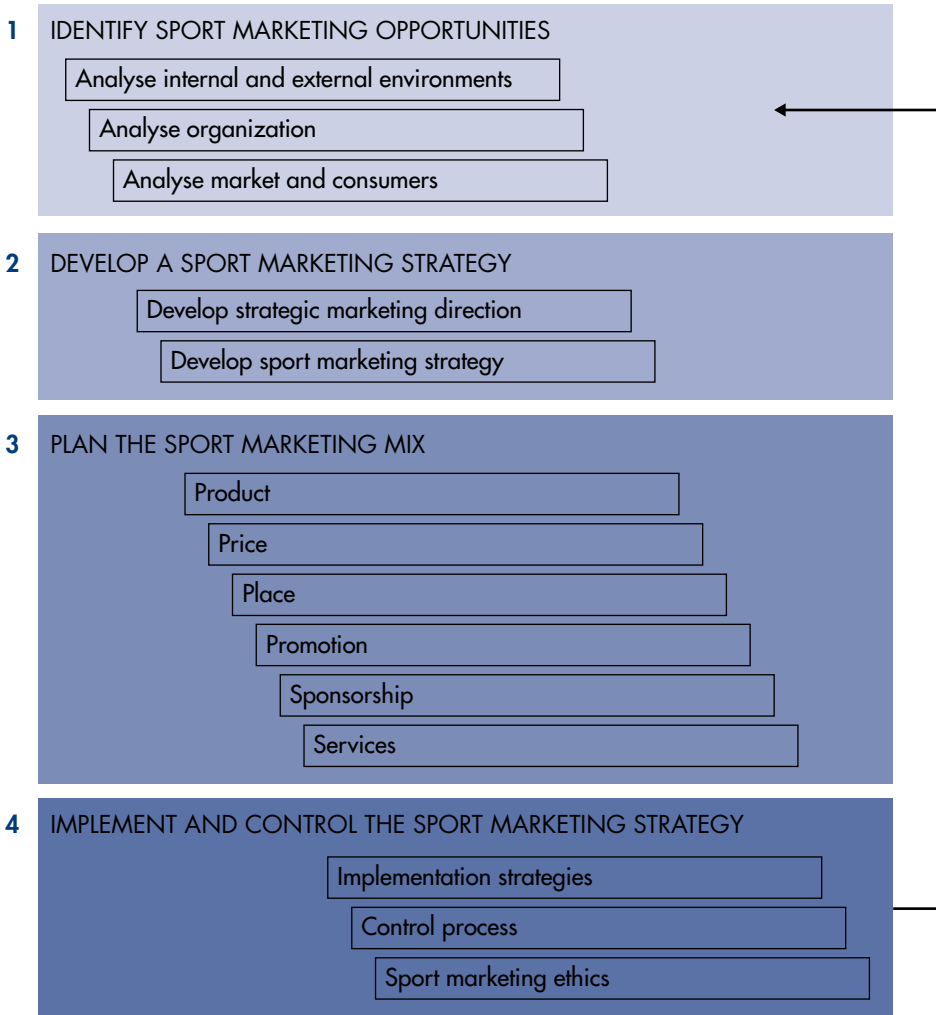 1 IDENTIFY SPORT MARKETING OPPORTUNITIES
Analyse internal and external environments
Analyse organization
Analyse market and consumers
2 DEVELOP A SPORT MARKETING STRATEGY
Develop strategic marketing direction
Develop sport marketing strategy
3 PLAN THE SPORT MARKETING MIX
Product
Price
Place
Promotion
Sponsorship
Services
4 IMPLEMENT AND CONTROL THE SPORT MARKETING STRATEGY
Implementation strategies
Control process
Sport marketing ethics